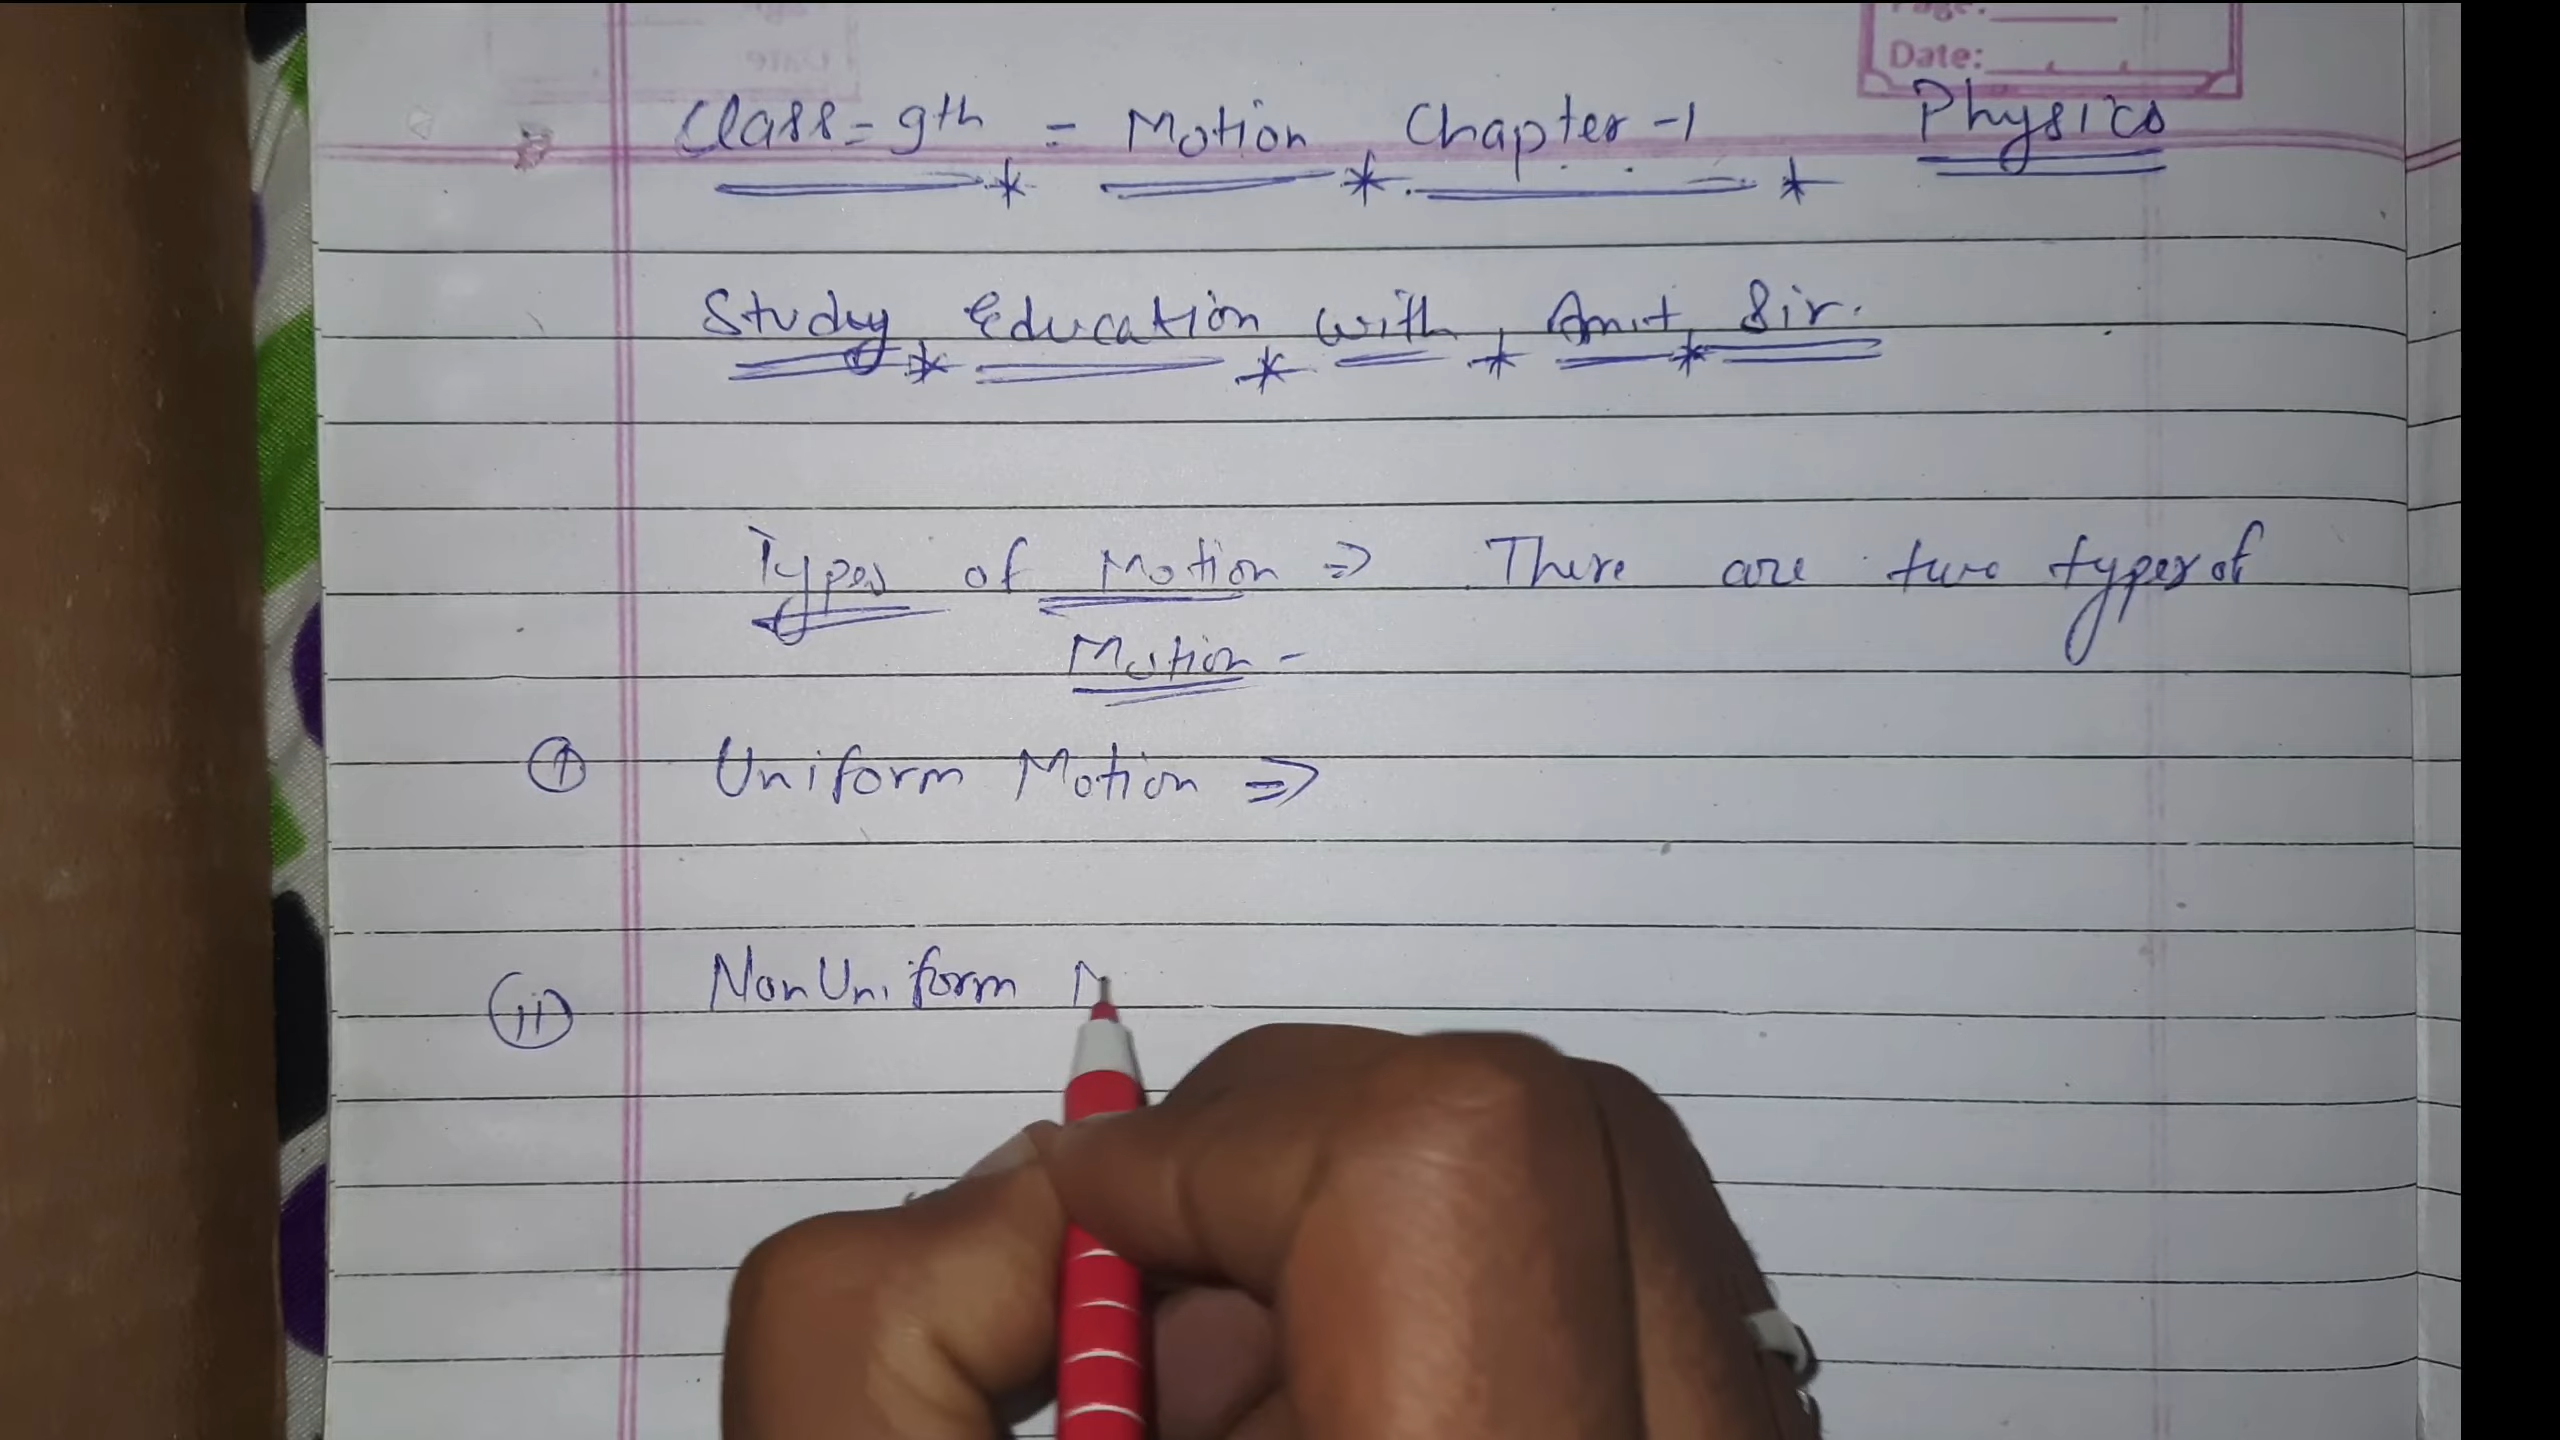 Page:
Date:
Class = 9th = Motion Chapter -1 Physics
Study Education with Amit Sir.
Types of Motion => There are two types of
Motion -
(i) Uniform Motion =>
(ii) Non Uniform M